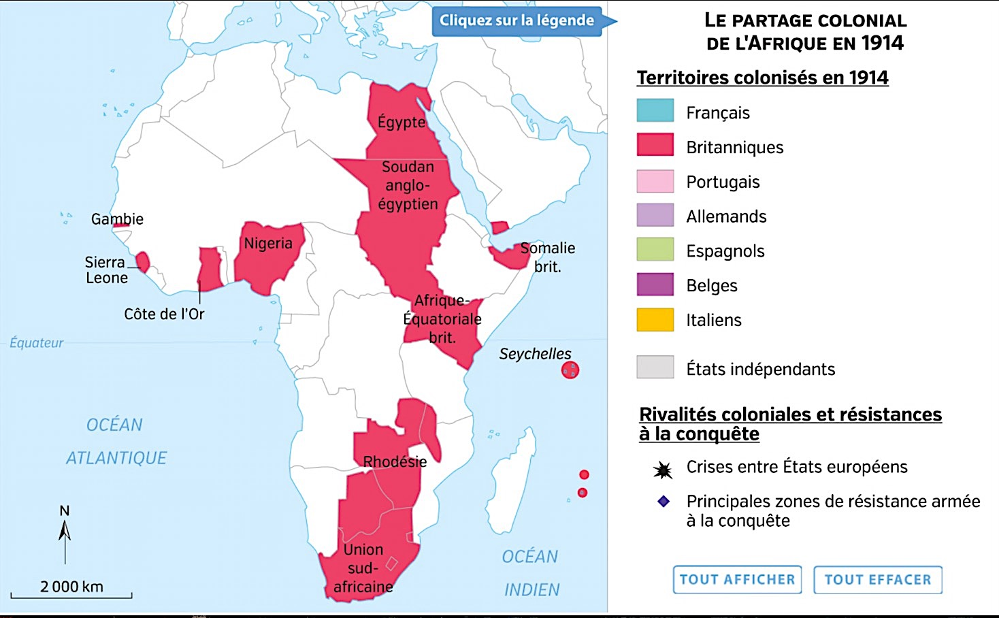 Cliquez sur la légende
LE PARTAGE COLONIAL
DE L'AFRIQUE EN 1914
Territoires colonisés en 1914
Français
Britanniques
Portugais
Allemands
Espagnols
Belges
Italiens
États indépendants
Rivalités coloniales et résistances
à la conquête
Crises entre États européens
Principales zones de résistance armée
à la conquête
TOUT AFFICHER
TOUT EFFACER
Égypte
Soudan
anglo-
égyptien
Gambie
Nigeria
Sierra
Leone
Côte de l'Or
Somalie
brit.
Afrique-
Équatoriale
brit.
Équateur
Seychelles
OCÉAN
ATLANTIQUE
Rhodésie
N
Union
sud-
africaine
OCÉAN
INDIEN
2 000 km